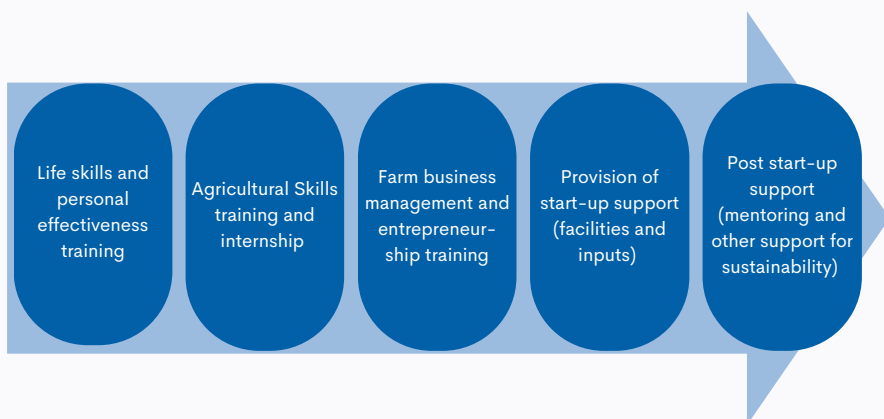 Life skills and
personal
effectiveness
training
Agricultural Skills
training and
internship
Farm business
management and
entrepreneur-
ship training
Provision of
start-up support
(facilities and
inputs)
Post start-up
support
(mentoring and
other support for
sustainability)